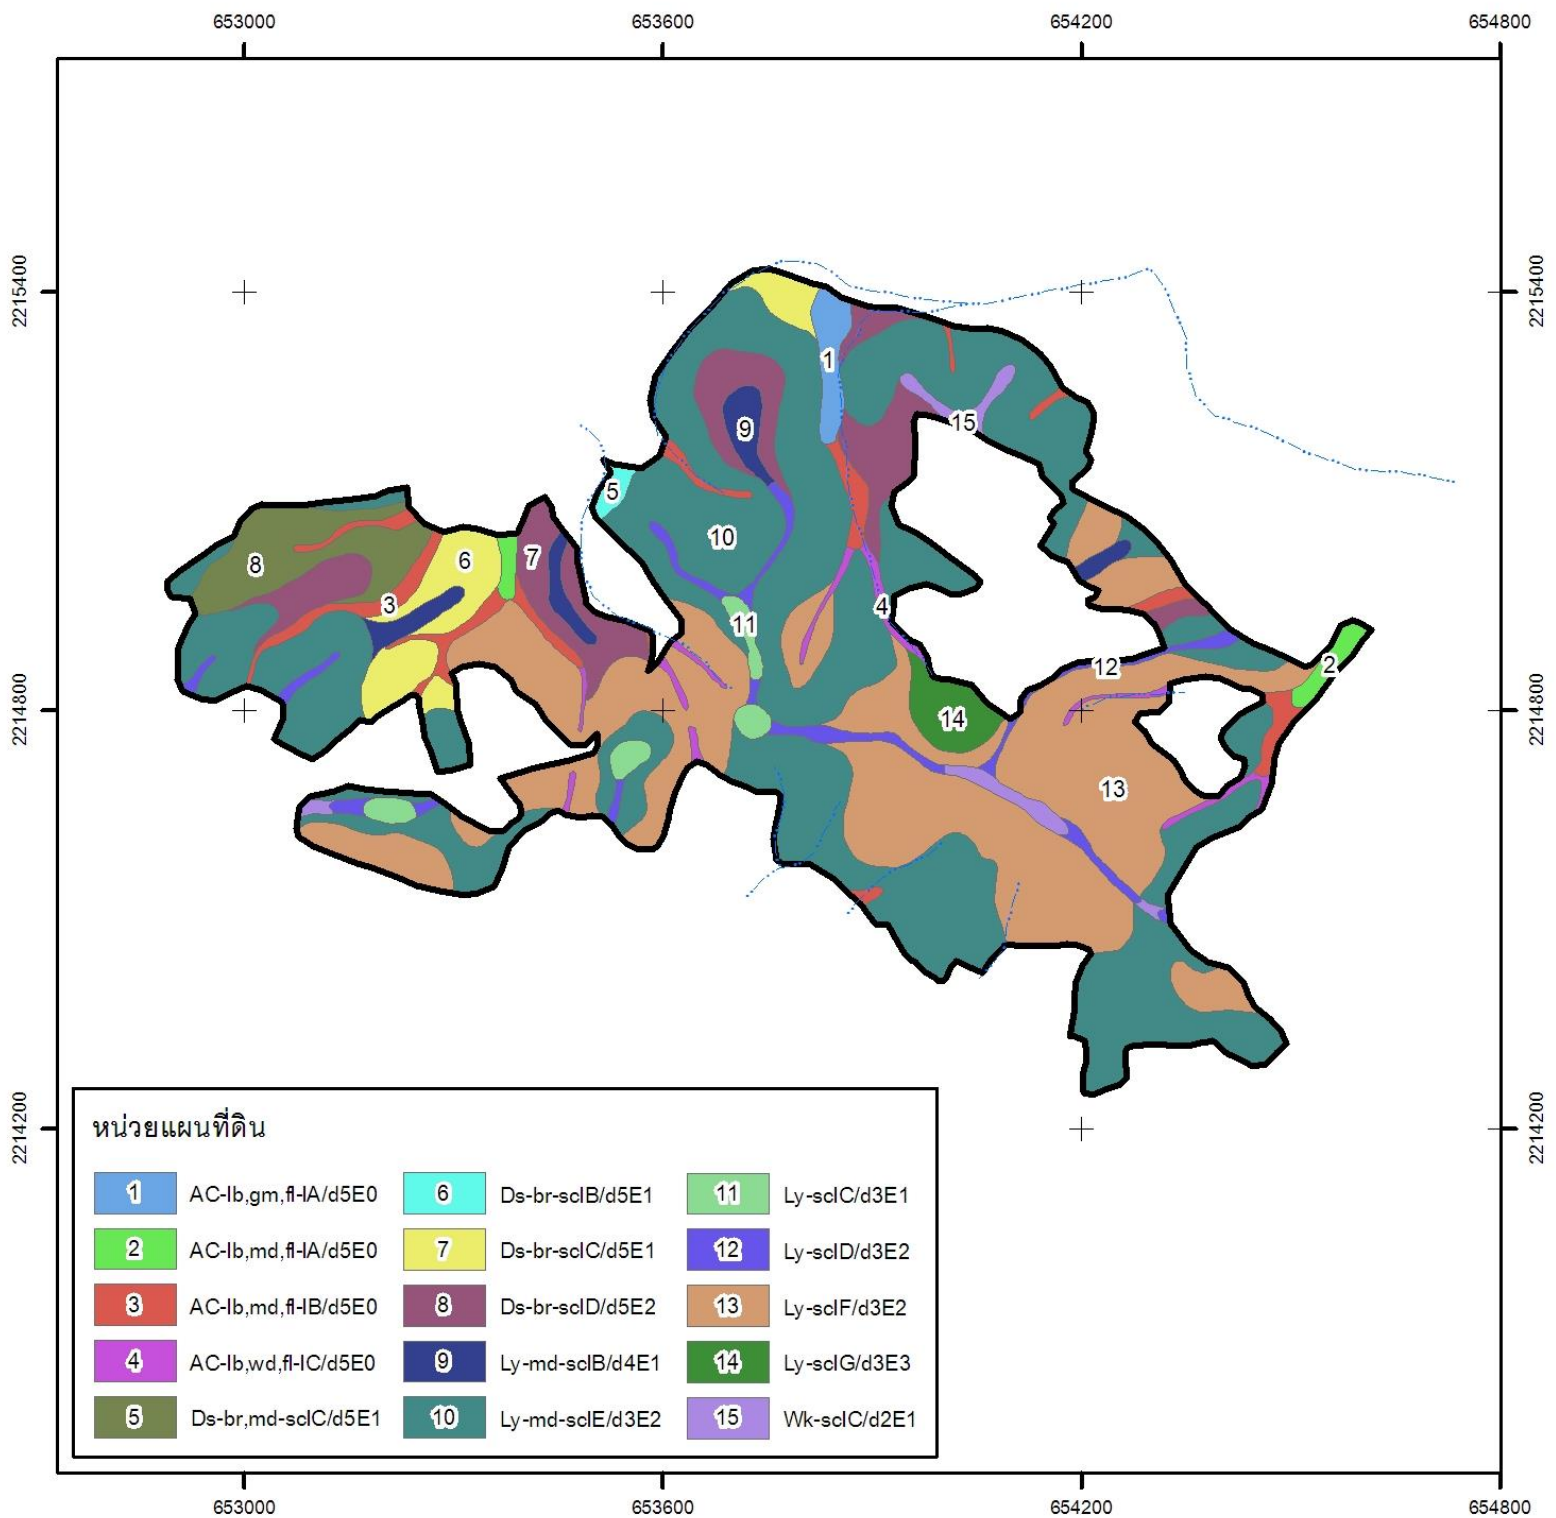 653000 653600 654200 654800
2215400 2215400
1
15
9
5
10
7
6
8
3
4
11
12
2
2214800 2214800
14
13
2214200 2214200
หน่วยแผนที่ดิน
1 AC-lb,gm,fl-lA/d5E0
2 AC-lb,md,fl-lA/d5E0
3 AC-lb,md,fl-lB/d5E0
4 AC-lb,wd,fl-lC/d5E0
5 Ds-br,md-sclC/d5E1
6 Ds-br-sclB/d5E1
7 Ds-br-sclC/d5E1
8 Ds-br-sclD/d5E2
9 Ly-md-sclB/d4E1
10 Ly-md-sclE/d3E2
11 Ly-sclC/d3E1
12 Ly-sclD/d3E2
13 Ly-sclF/d3E2
14 Ly-sclG/d3E3
15 Wk-sclC/d2E1
653000 653600 654200 654800